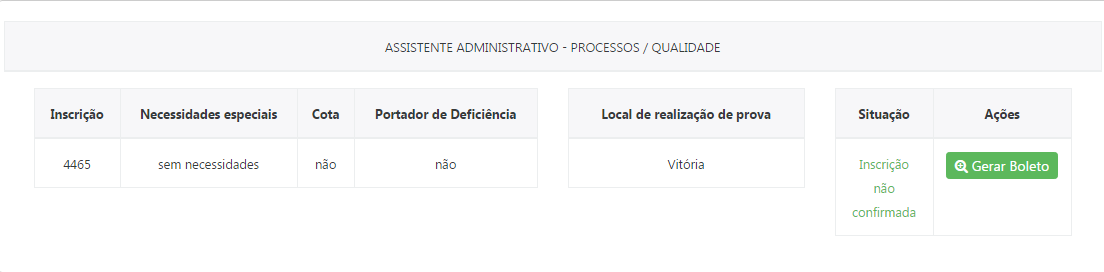 ASSISTENTE ADMINISTRATIVO - PROCESSOS / QUALIDADE
Inscrição Necessidades especiais Cota Portador de Deficiência Local de realização de prova Situação Ações
4465 sem necessidades não não Vitória Inscrição Gerar Boleto
não
confirmada